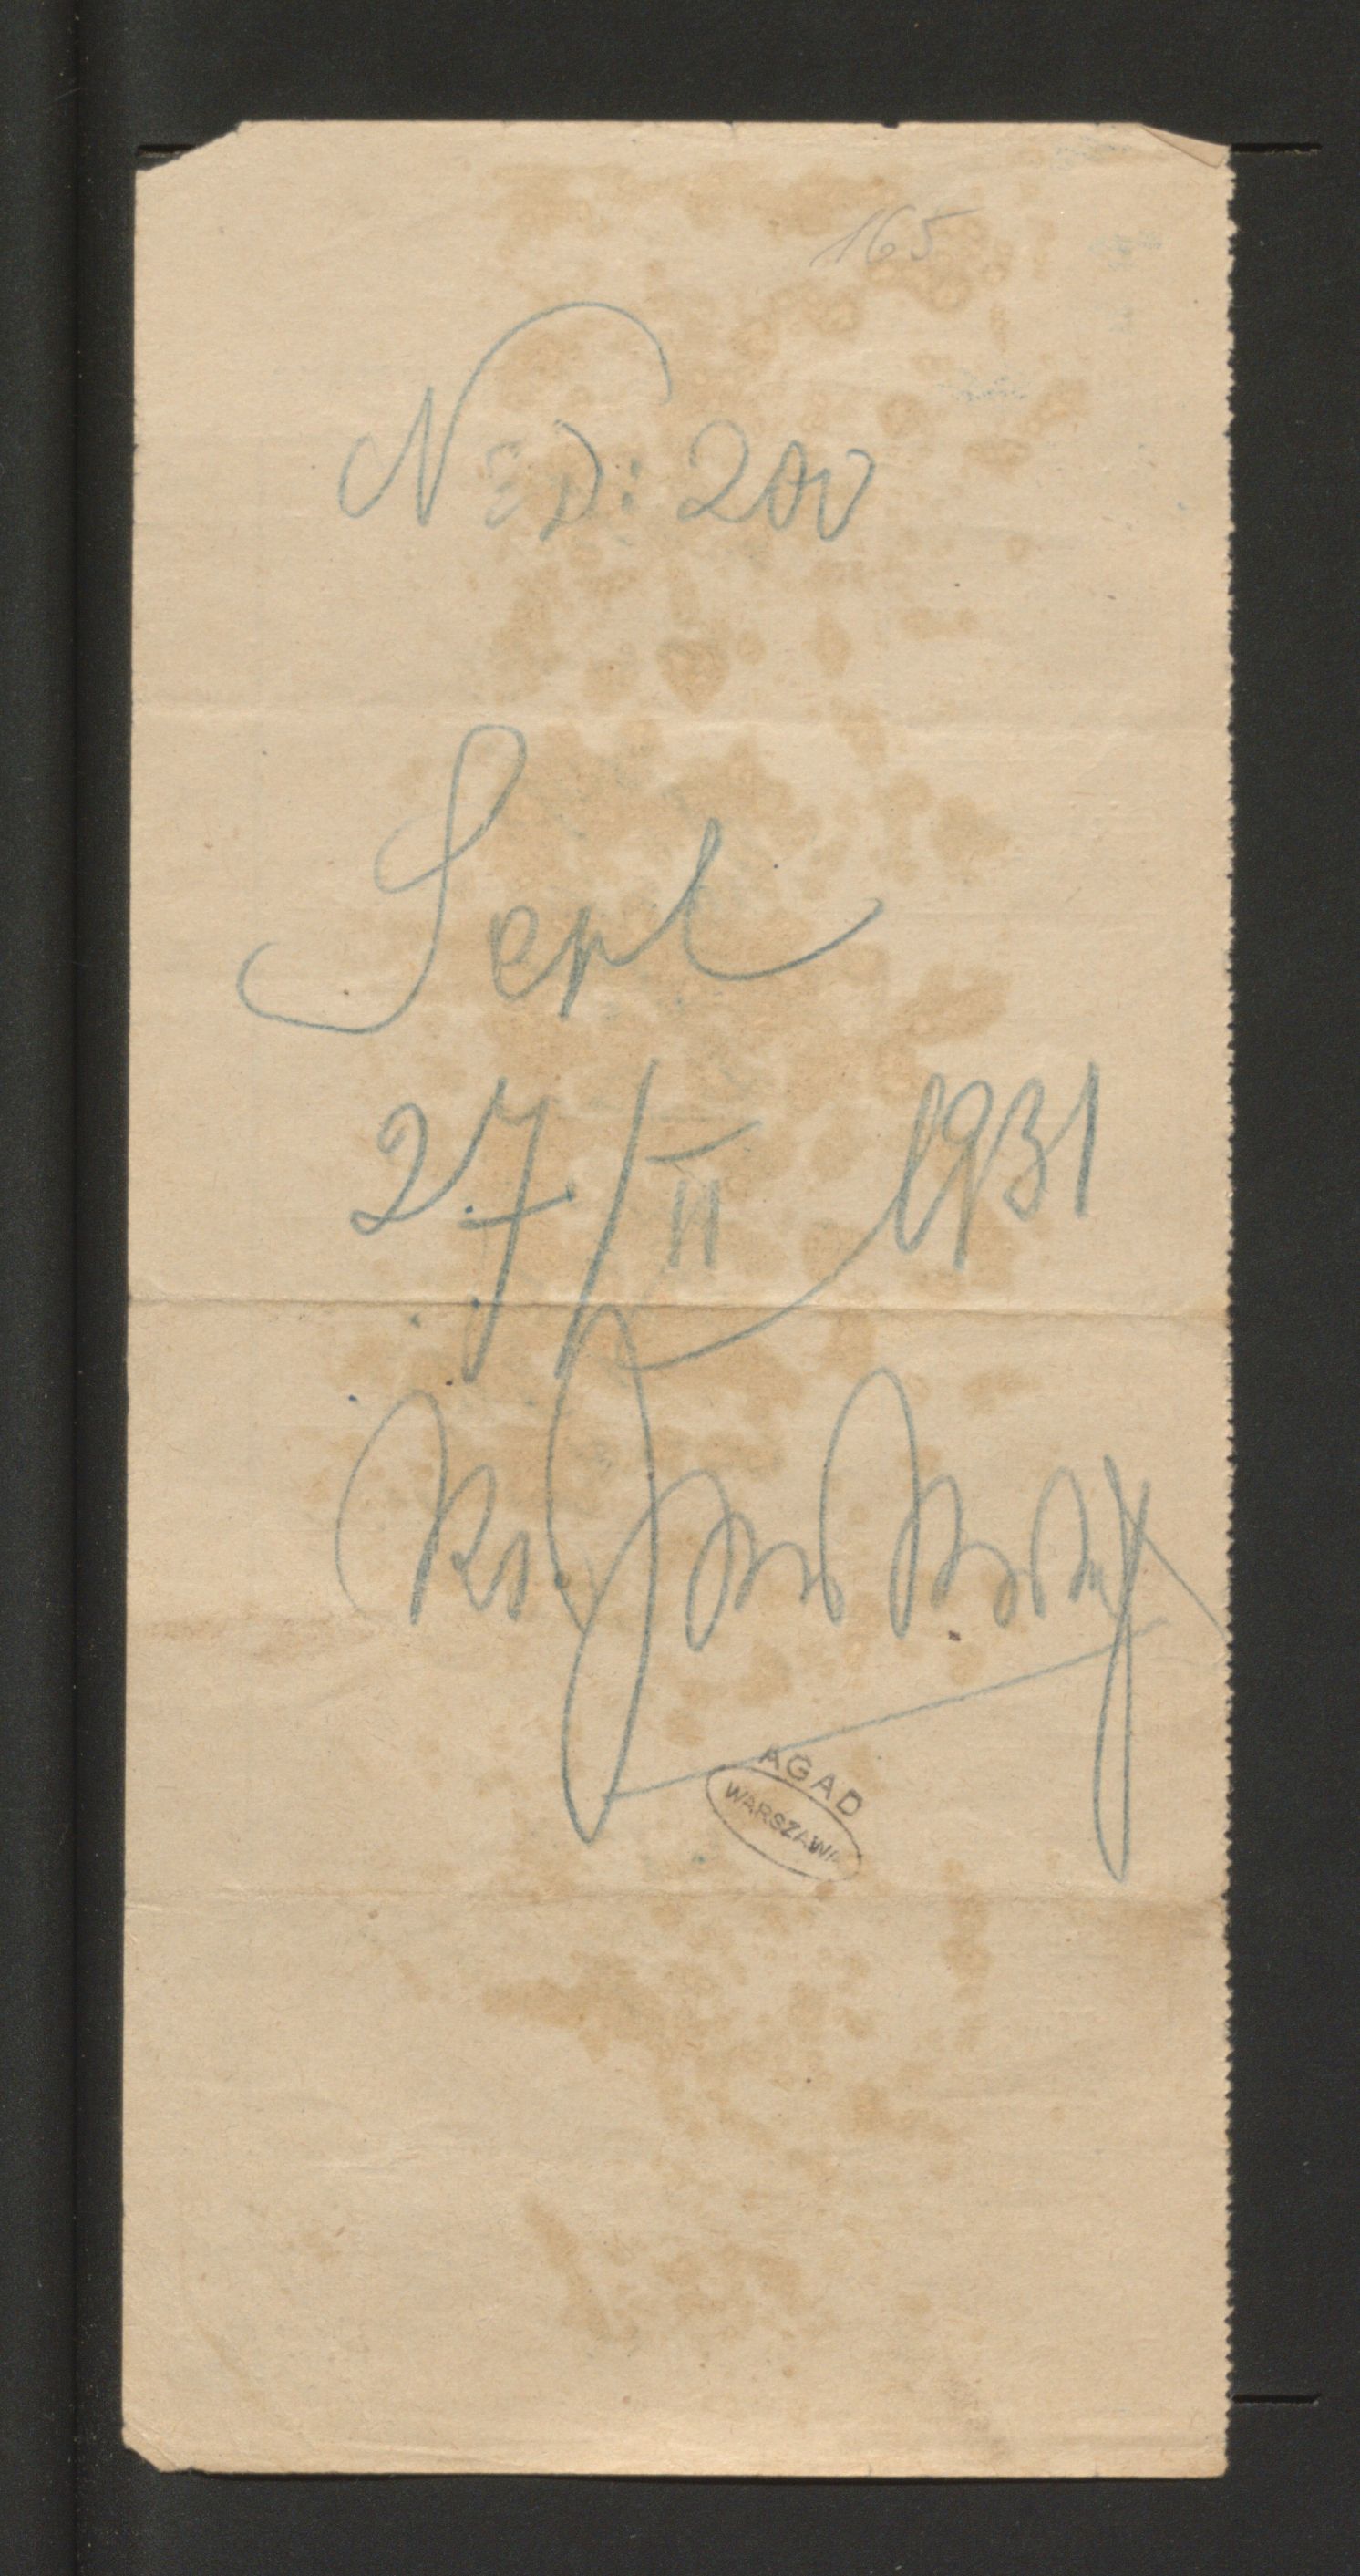 165
N E D: 200
Sept
27/II 1931
AGAD
WARSZAWA